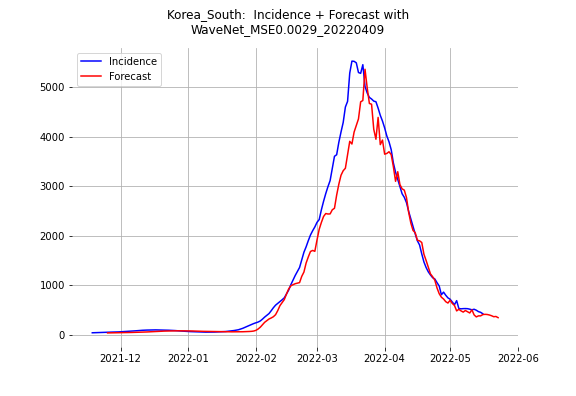 Korea_South:  Incidence + Forecast with
WaveNet_MSE0.0029_20220409
Incidence
Forecast
5000
4000
3000
2000
1000
0
2021-12 2022-01 2022-02 2022-03 2022-04 2022-05 2022-06